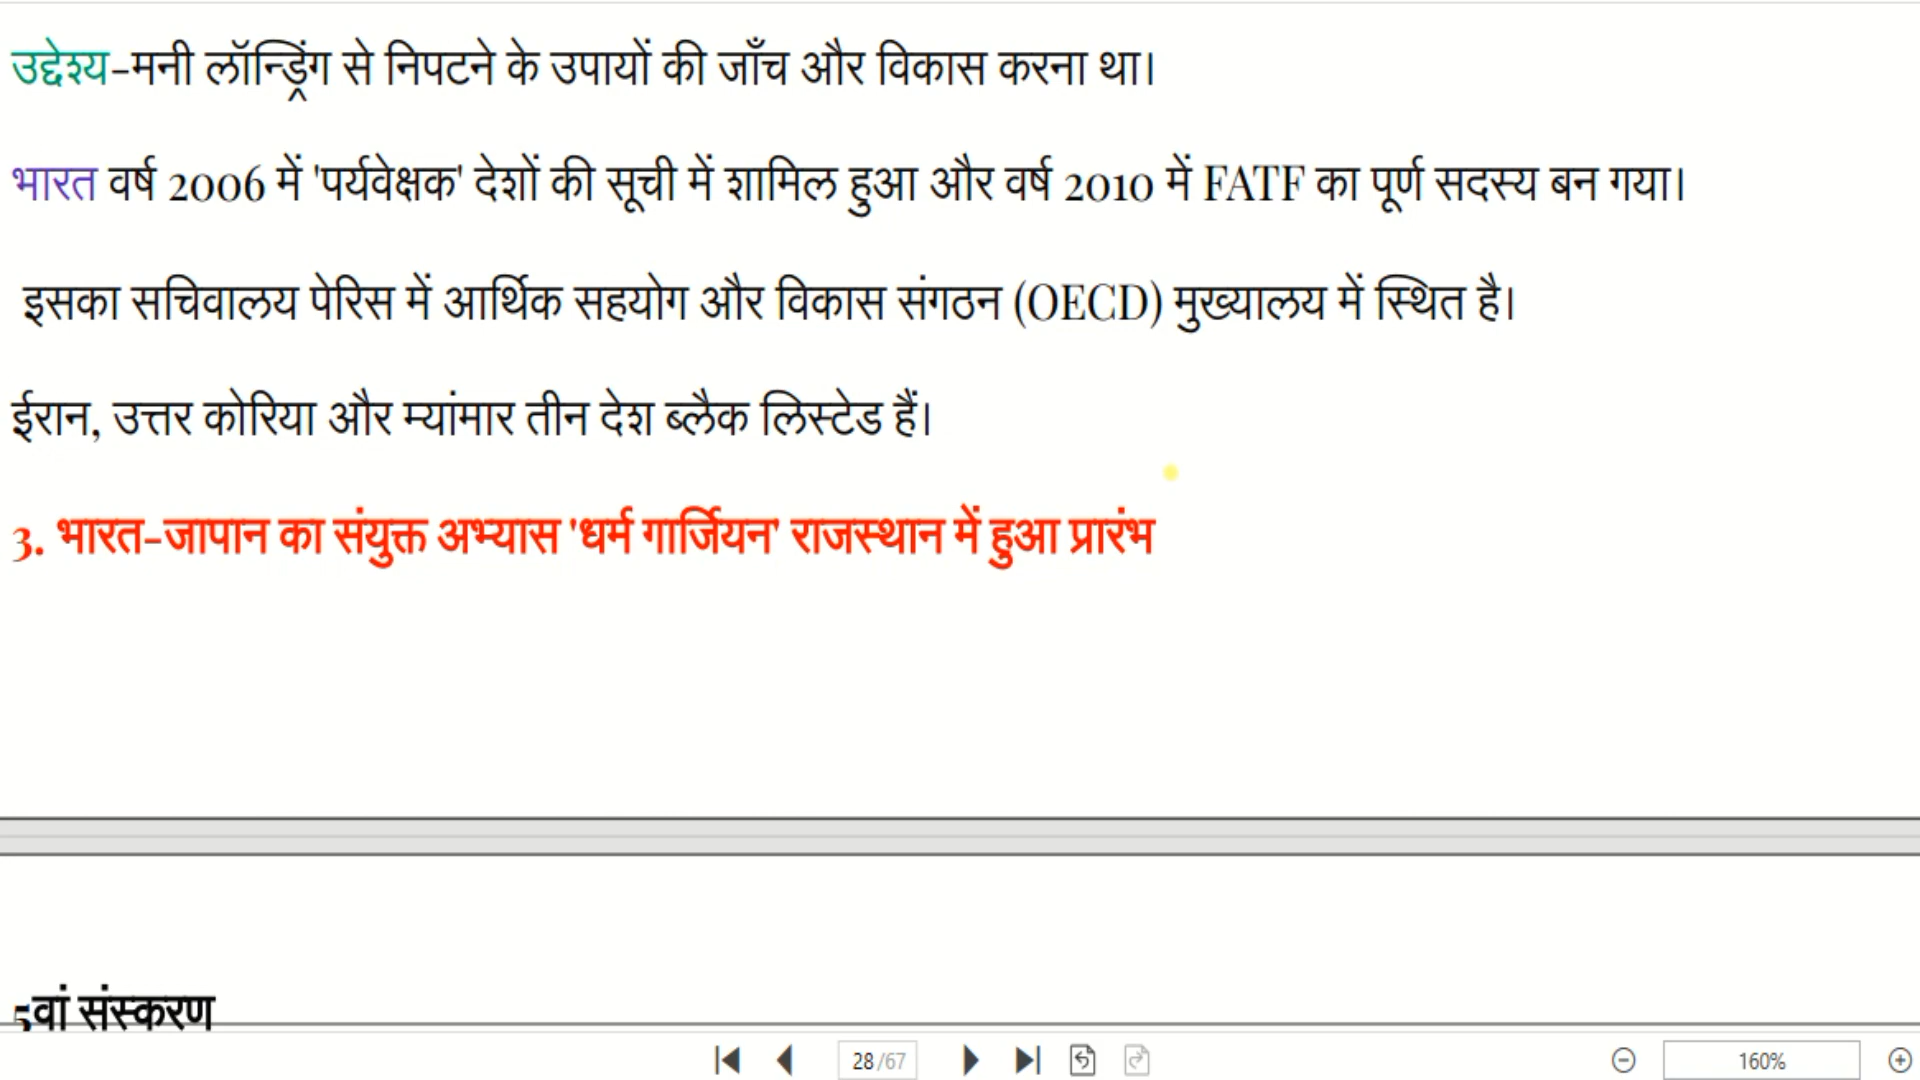 उद्देश्य-मनी लॉन्ड्रिंग से निपटने के उपायों की जाँच और विकास करना था।
भारत वर्ष 2006 में 'पर्यवेक्षक' देशों की सूची में शामिल हुआ और वर्ष 2010 में FATF का पूर्ण सदस्य बन गया।
इसका सचिवालय पेरिस में आर्थिक सहयोग और विकास संगठन (OECD) मुख्यालय में स्थित है।
ईरान, उत्तर कोरिया और म्यांमार तीन देश ब्लैक लिस्टेड हैं।
3. भारत-जापान का संयुक्त अभ्यास 'धर्म गार्जियन' राजस्थान में हुआ प्रारंभ
5वां संस्करण
28/67
160%